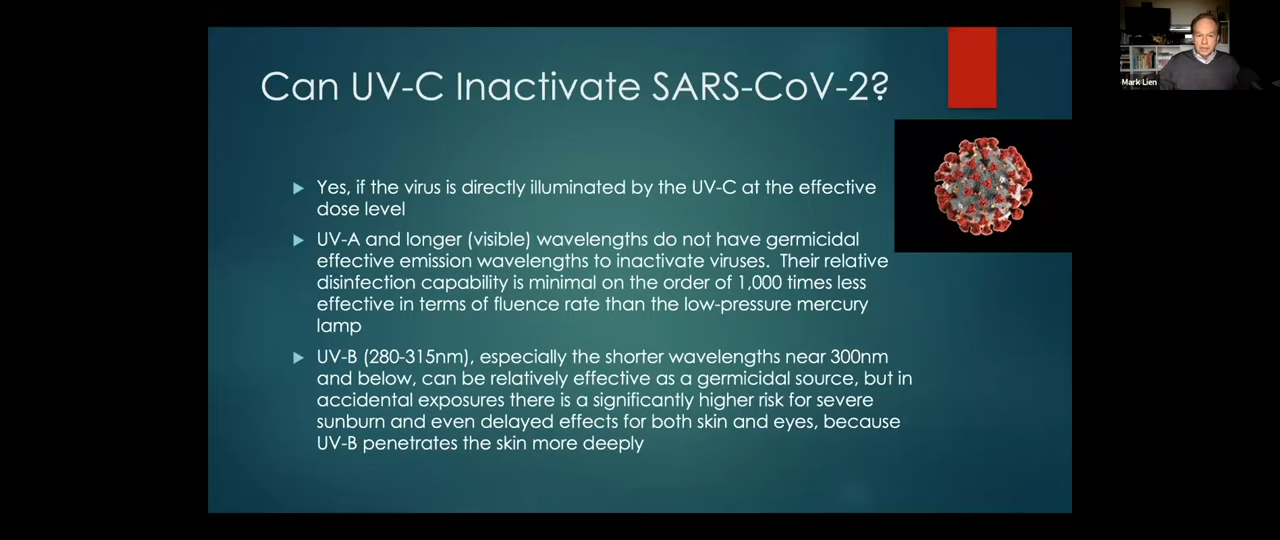 Can UV-C Inactivate SARS-CoV-2?
Mark Lien
▶ Yes, if the virus is directly illuminated by the UV-C at the effective
dose level
▶ UV-A and longer (visible) wavelengths do not have germicidal
effective emission wavelengths to inactivate viruses.  Their relative
disinfection capability is minimal on the order of 1,000 times less
effective in terms of fluence rate than the low-pressure mercury
lamp
▶ UV-B (280-315nm), especially the shorter wavelengths near 300nm
and below, can be relatively effective as a germicidal source, but in
accidental exposures there is a significantly higher risk for severe
sunburn and even delayed effects for both skin and eyes, because
UV-B penetrates the skin more deeply